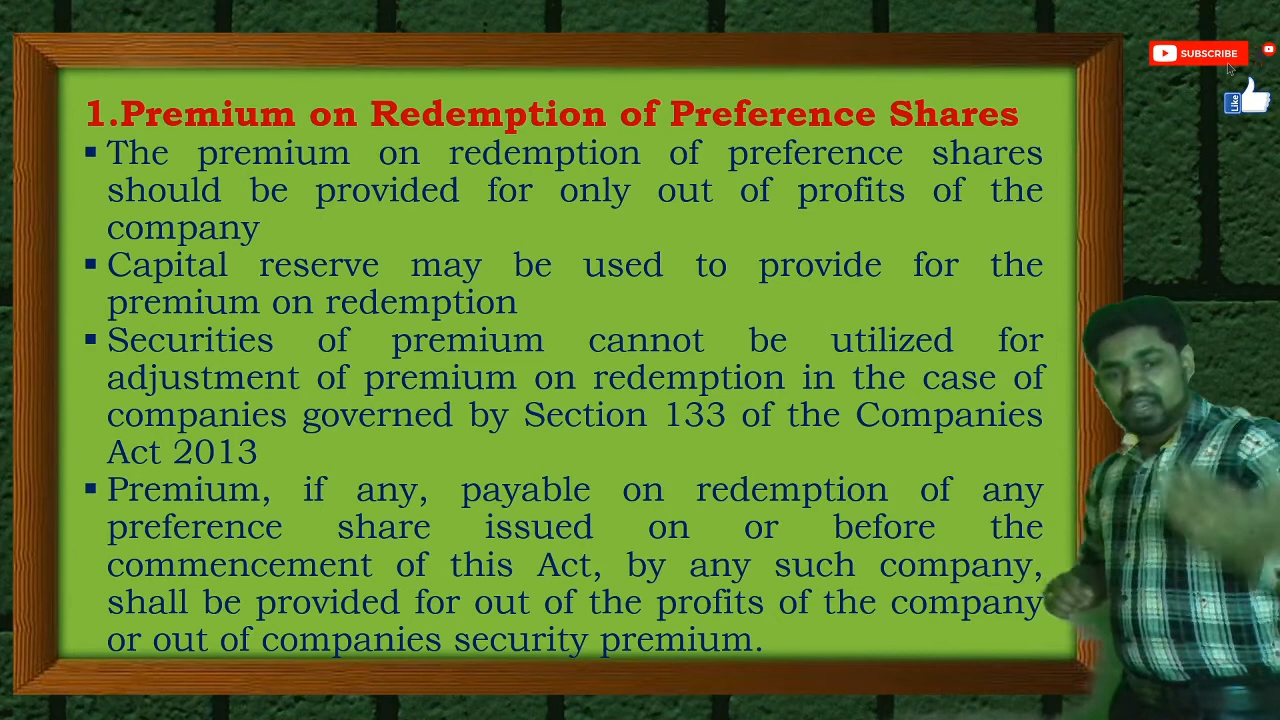 SUBSCRIBE
Like
1.Premium on Redemption of Preference Shares
▪ The premium on redemption of preference shares
should be provided for only out of profits of the
company
▪ Capital reserve may be used to provide for the
premium on redemption
▪ Securities of premium cannot be utilized for
adjustment of premium on redemption in the case of
companies governed by Section 133 of the Companies
Act 2013
▪ Premium, if any, payable on redemption of any
preference share issued on or before the
commencement of this Act, by any such company,
shall be provided for out of the profits of the company
or out of companies security premium.